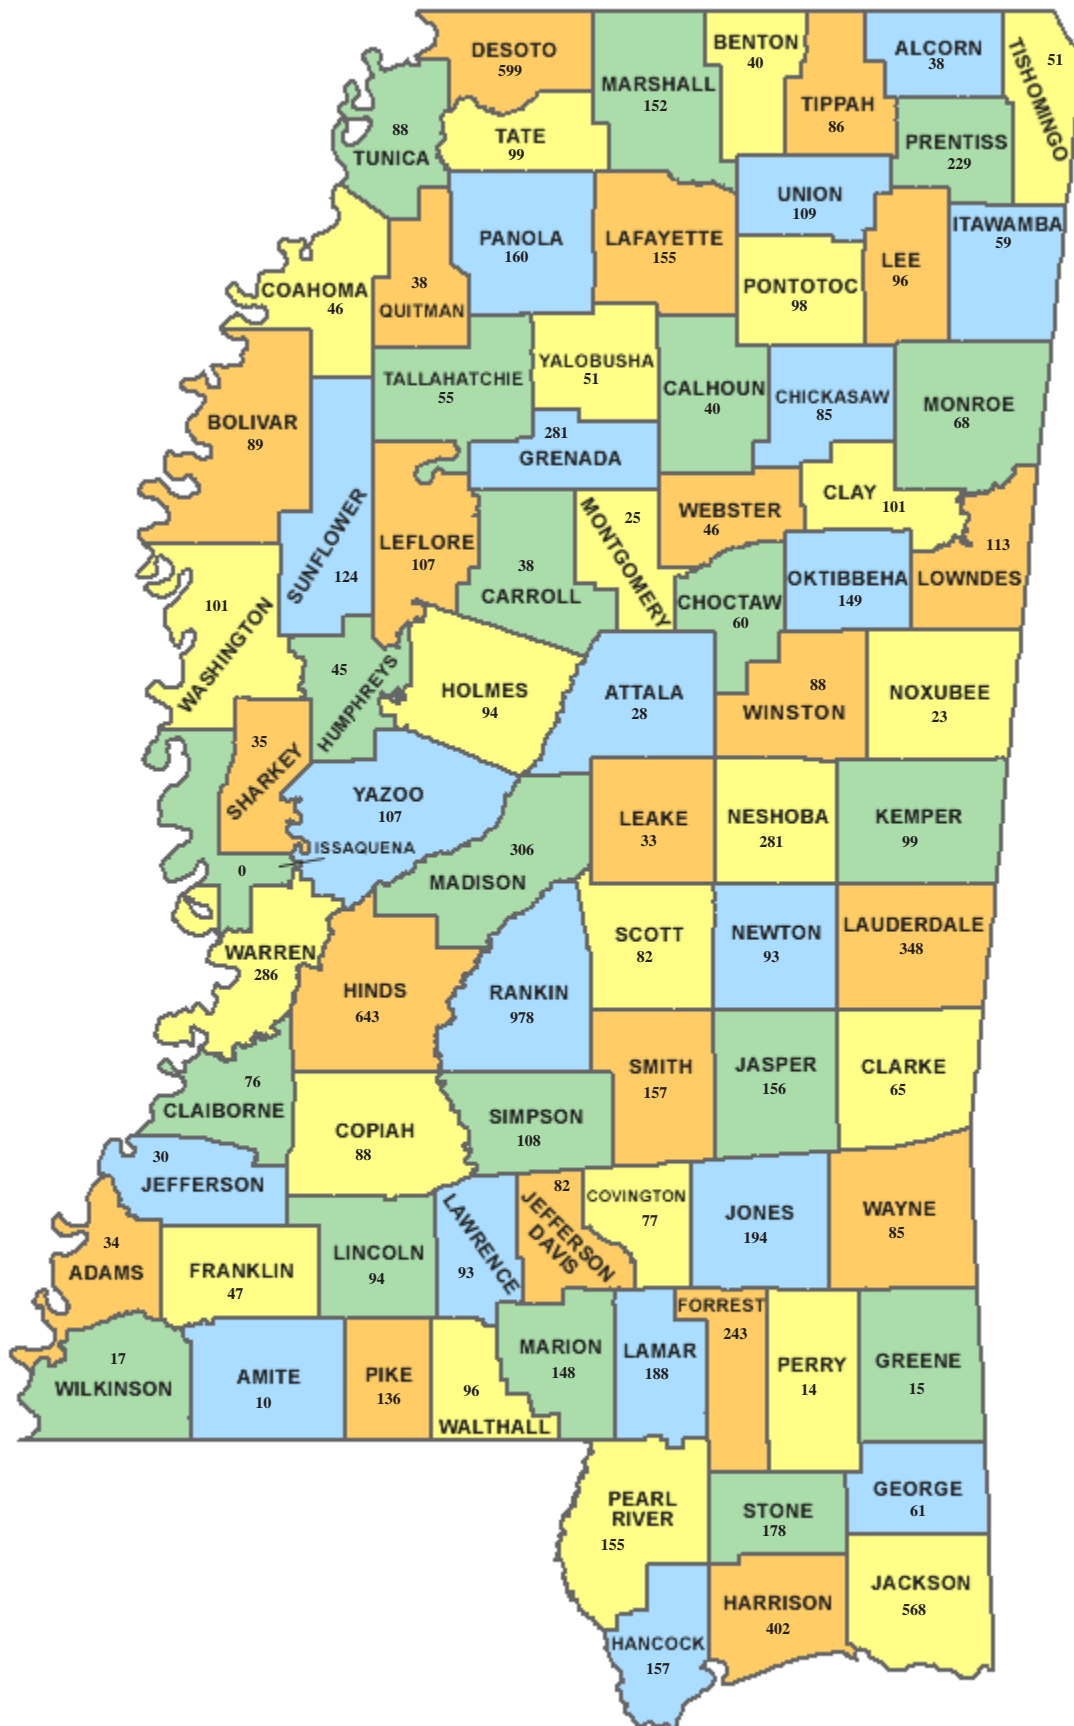 DESOTO
599
MARSHALL
152
BENTON
40
TIPPAH
86
ALCORN
38
TISHOMINGO
51
PRENTISS
229
88
TUNICA
TATE
99
UNION
109
ITAWAMBA
59
PANOLA
160
LAFAYETTE
155
LEE
96
PONTOTOC
98
COAHOMA
46
38
QUITMAN
TALLAHATCHIE
55
YALOBUSHA
51
CALHOUN
40
CHICKASAW
85
MONROE
68
BOLIVAR
89
281
GRENADA
SUNFLOWER
124
LEFLORE
107
38
CARROLL
25
MONTGOMERY
WEBSTER
46
CLAY 101
113
LOWNDES
OKTIBBEHA
149
CHOCTAW
60
101
WASHINGTON
45
HUMPHREYS
HOLMES
94
ATTALA
28
88
WINSTON
NOXUBEE
23
35
SHARKEY
YAZOO
107
ISSAQUENA
0
306
MADISON
LEAKE
33
NESHOBA
281
KEMPER
99
WARREN
286
HINDS
643
RANKIN
978
SCOTT
82
NEWTON
93
LAUDERDALE
348
76
CLAIBORNE
COPIAH
88
SIMPSON
108
SMITH
157
JASPER
156
CLARKE
65
30
JEFFERSON
34
ADAMS
FRANKLIN
47
LINCOLN
94
LAWRENCE
93
82
JEFFERSON
DAVIS
COVINGTON
77
JONES
194
WAYNE
85
17
WILKINSON
AMITE
10
PIKE
136
96
WALTHALL
MARION
148
LAMAR
188
FORREST
243
PERRY
14
GREENE
15
PEARL
RIVER
155
STONE
178
GEORGE
61
HANCOCK
157
HARRISON
402
JACKSON
568